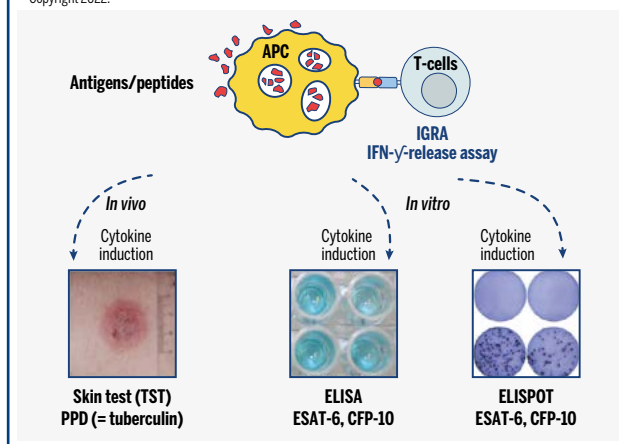 Copyright 2022.
APC
T-cells
Antigens/peptides
IGRA
IFN-γ-release assay
In vivo
In vitro
Cytokine
induction
Cytokine
induction
Cytokine
induction
Skin test (TST)
PPD (= tuberculin)
ELISA
ESAT-6, CFP-10
ELISPOT
ESAT-6, CFP-10